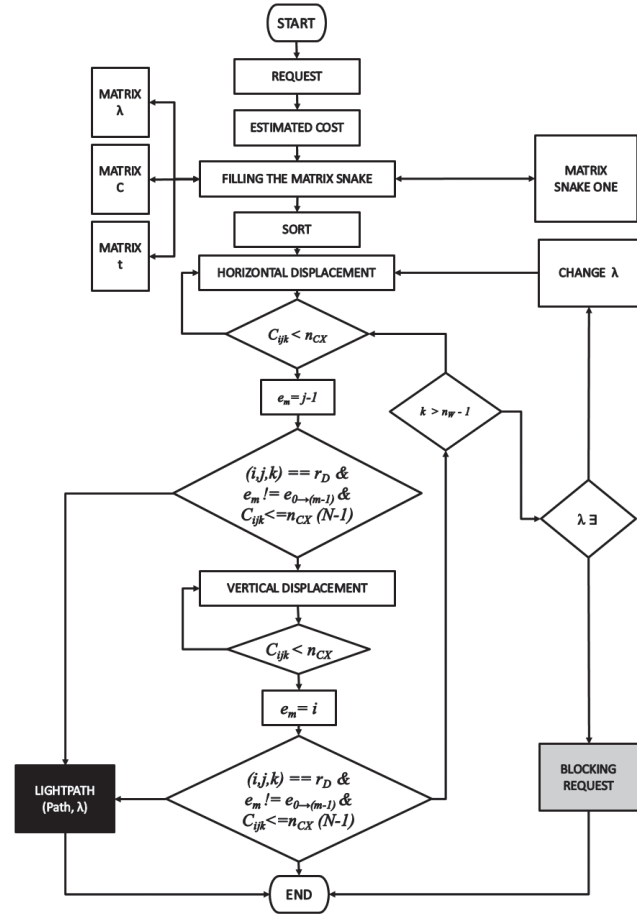 START
REQUEST
ESTIMATED COST
MATRIX
λ
MATRIX
C
MATRIX
t
FILLING THE MATRIX SNAKE
MATRIX
SNAKE ONE
SORT
HORIZONTAL DISPLACEMENT
CHANGE λ
C_ijk < n_CX
e_m = j-1
k > n_W - 1
(i,j,k) == r_D &
e_m != e_0→(m-1) &
C_ijk <= n_CX (N-1)
λ ∃
VERTICAL DISPLACEMENT
C_ijk < n_CX
e_m = i
(i,j,k) == r_D &
e_m != e_0→(m-1) &
C_ijk <= n_CX (N-1)
LIGHTPATH
(Path, λ)
BLOCKING
REQUEST
END